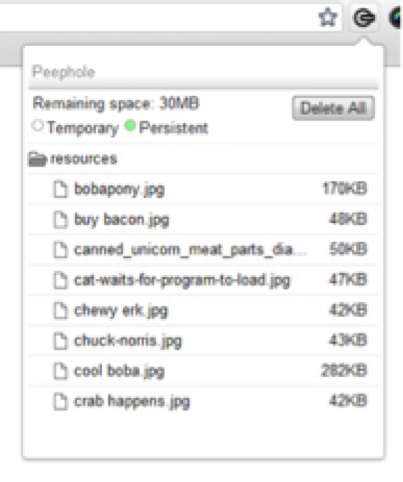 Peephole
Remaining space: 30MB
Delete All
Temporary Persistent
resources
bobapony.jpg 170KB
buy bacon.jpg 48KB
canned_unicorn_meat_parts_dia... 50KB
cat-waits-for-program-to-load.jpg 47KB
chewy erk.jpg 42KB
chuck-norris.jpg 43KB
cool boba.jpg 282KB
crab happens.jpg 42KB